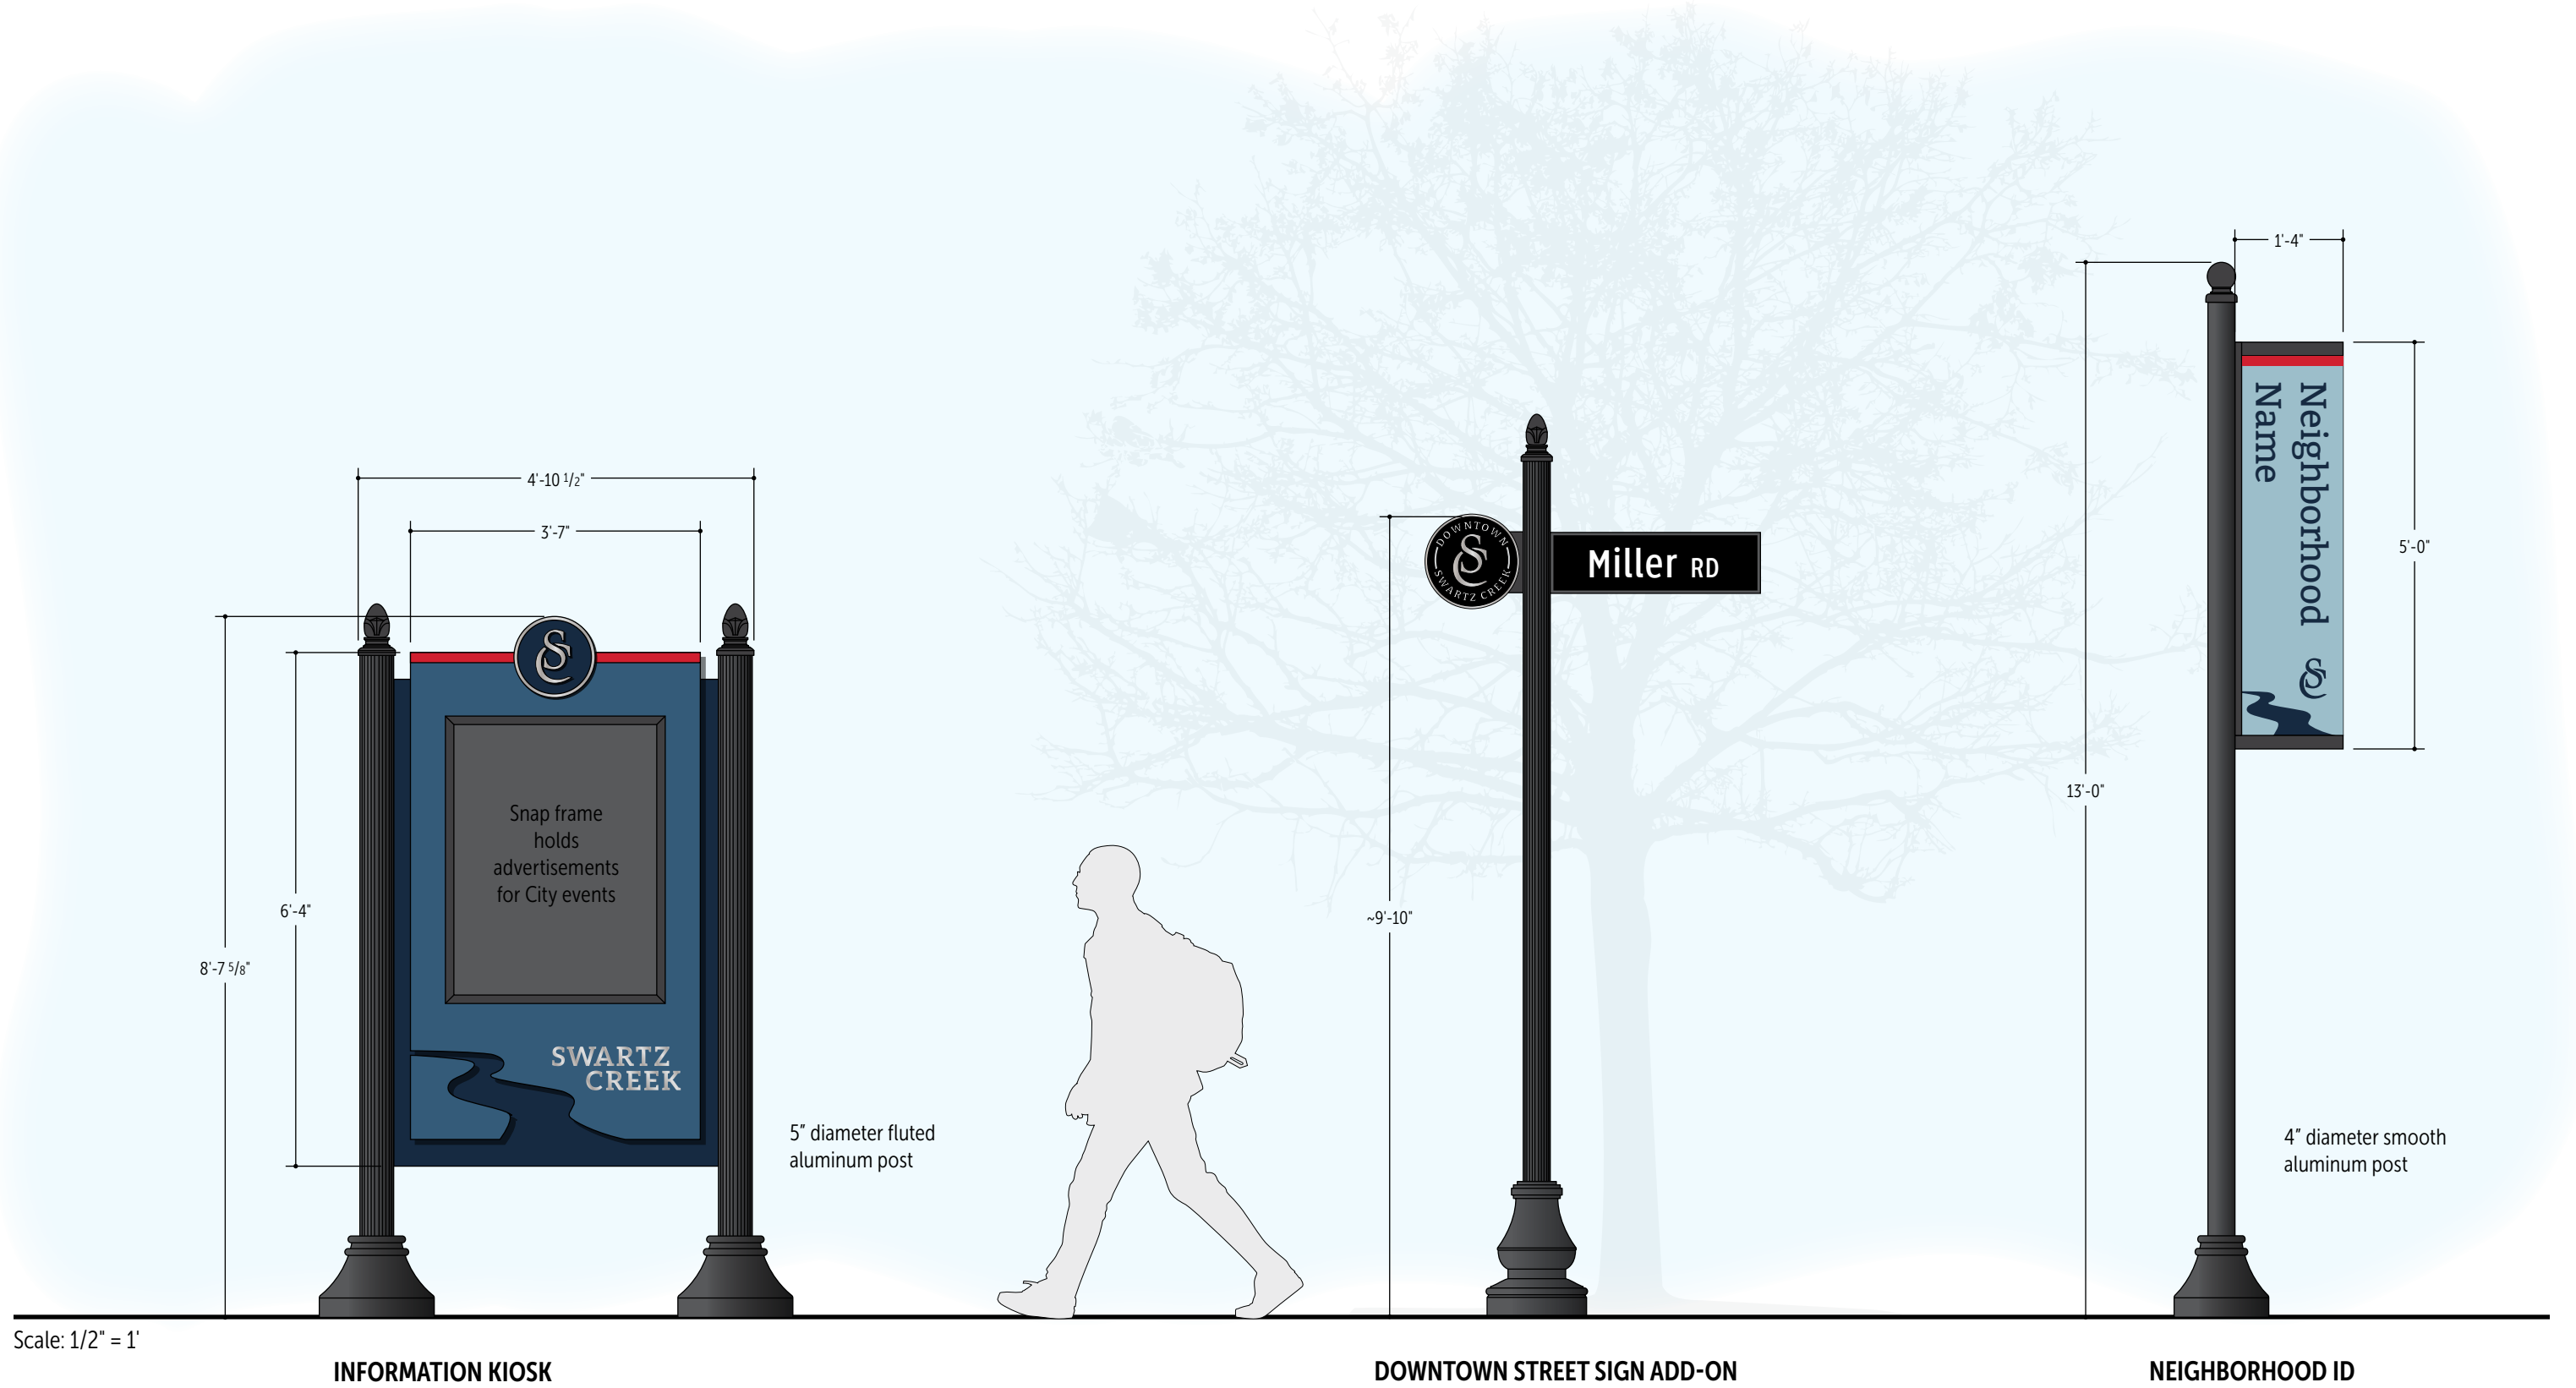 4'-10 1/2"
3'-7"
8'-7 5/8"
6'-4"
SC
Snap frame
holds
advertisements
for City events
SWARTZ
CREEK
5" diameter fluted
aluminum post
~9'-10"
DOWNTOWN
SC
SWARTZ CREEK
Miller RD
13'-0"
1'-4"
5'-0"
Neighborhood
Name
SC
4" diameter smooth
aluminum post
Scale: 1/2" = 1'
INFORMATION KIOSK
DOWNTOWN STREET SIGN ADD-ON
NEIGHBORHOOD ID